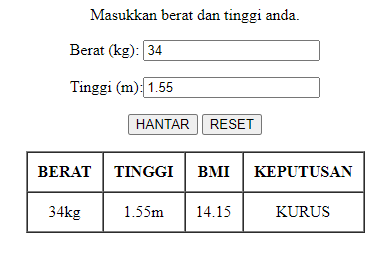 Masukkan berat dan tinggi anda.
Berat (kg): 34
Tinggi (m): 1.55
HANTAR RESET
BERAT TINGGI BMI KEPUTUSAN
34kg 1.55m 14.15 KURUS